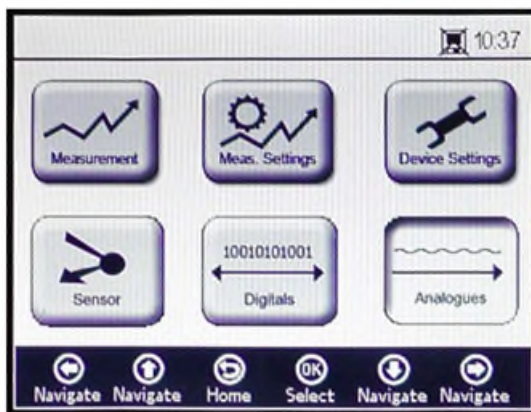 10:37
Measurement
Meas. Settings
Device Settings
10010101001
Sensor
Digitals
Analogues
OK
Navigate Navigate Home Select Navigate Navigate